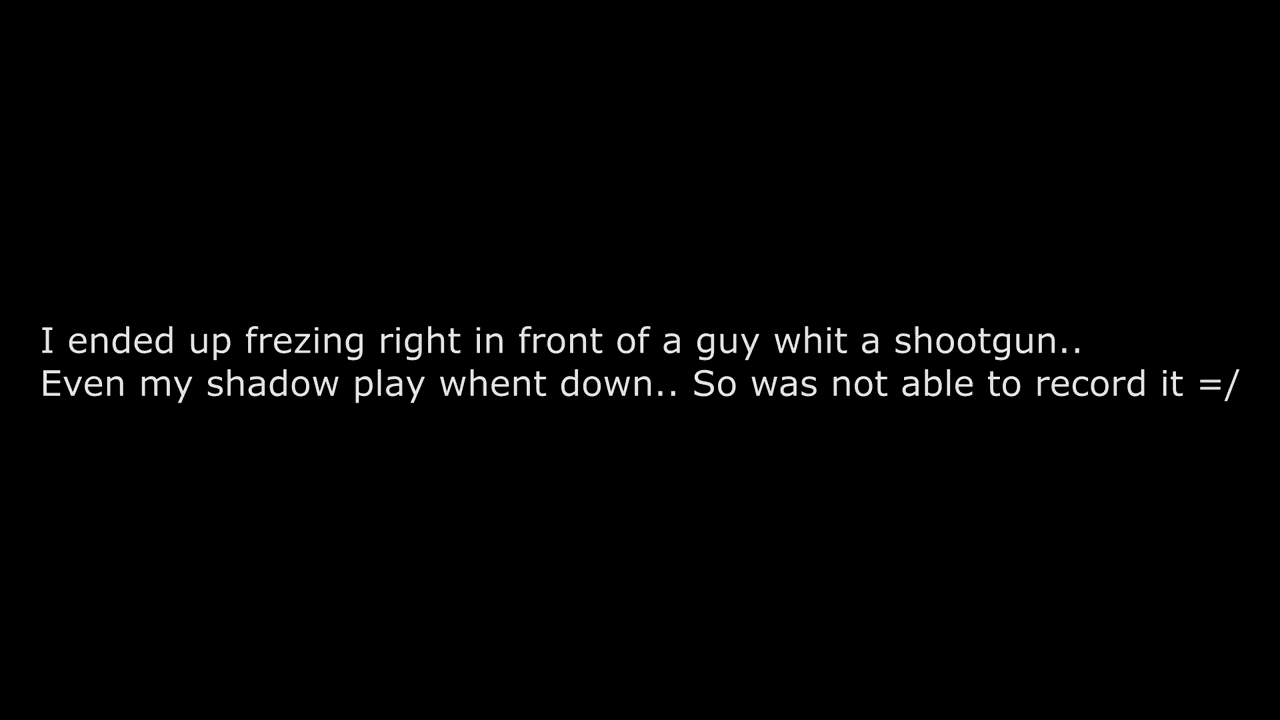 I ended up frezing right in front of a guy whit a shootgun..
Even my shadow play whent down.. So was not able to record it =/